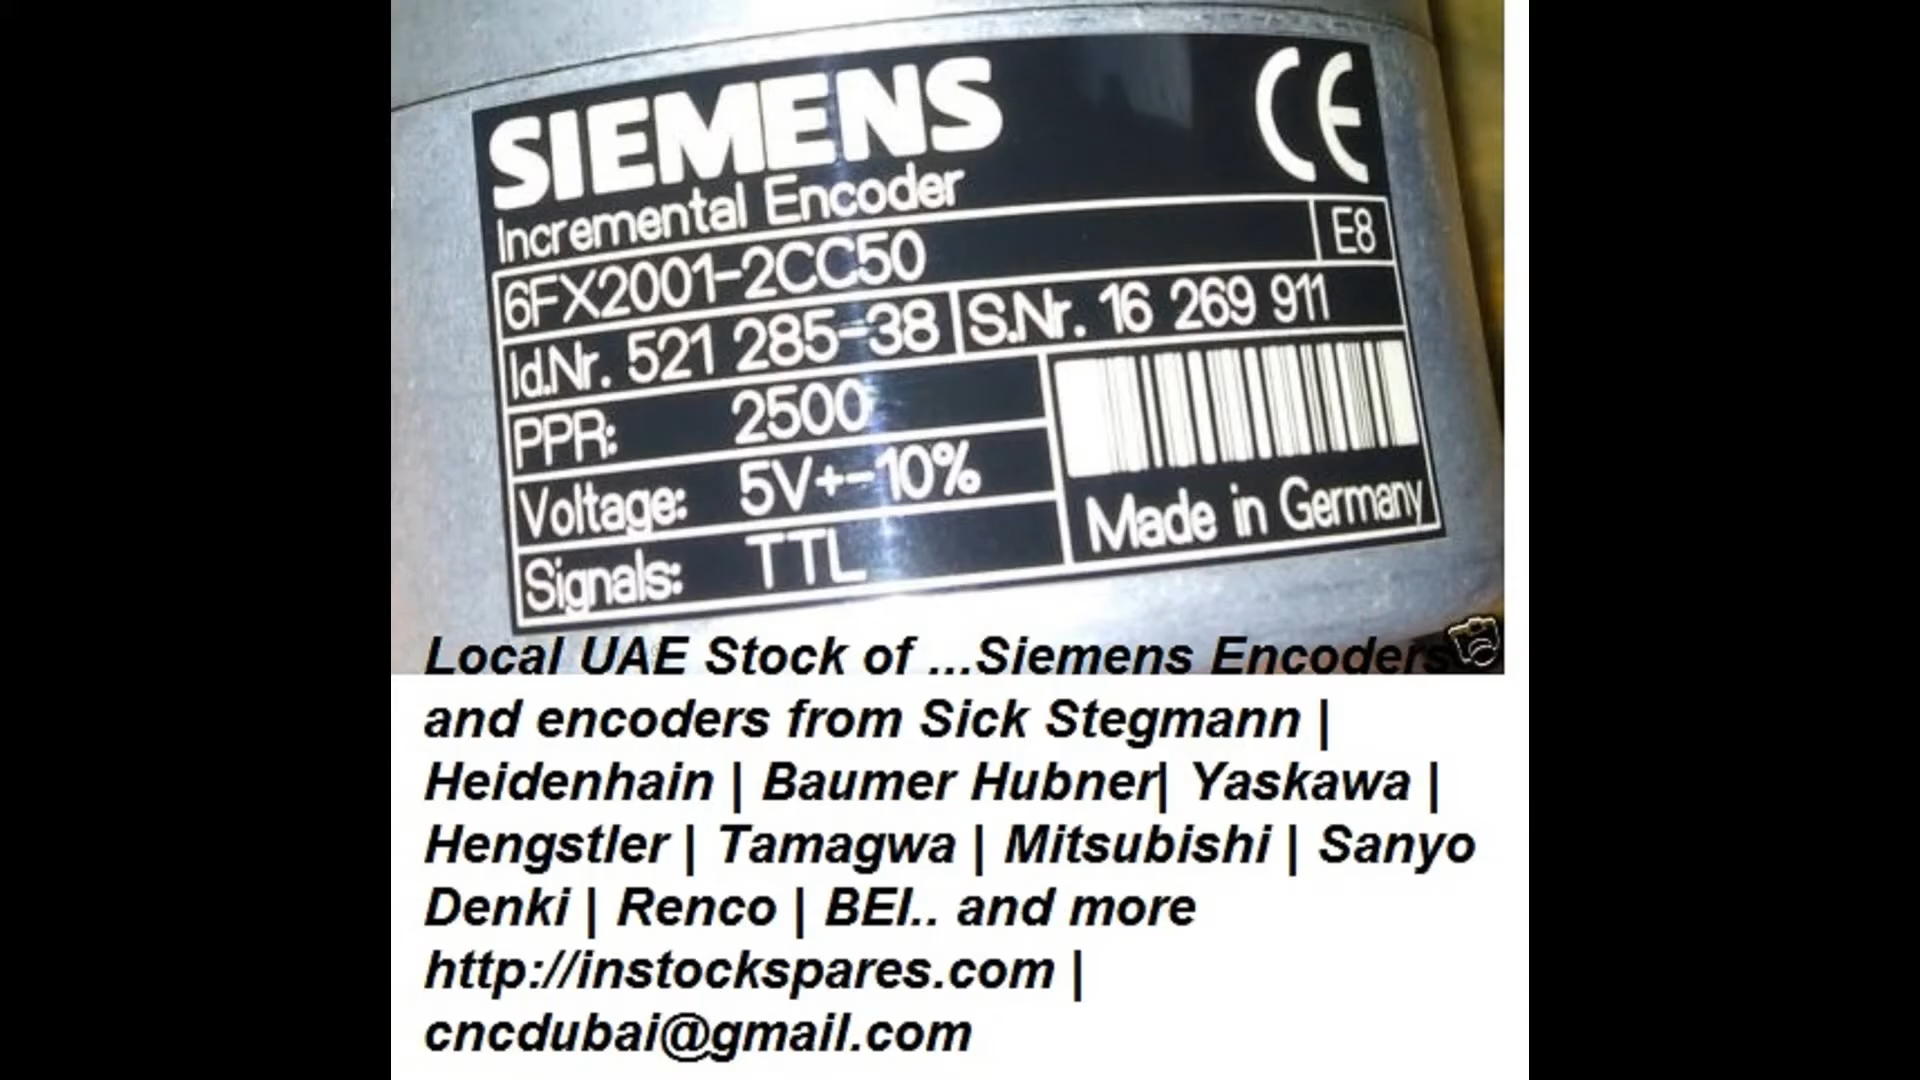 SIEMENS
CE
Incremental Encoder
6FX2001-2CC50
E8
Id.Nr. 521 285-38
S.Nr. 16 269 911
PPR: 2500
Voltage: 5V+-10%
Signals: TTL
Made in Germany
Local UAE Stock of ...Siemens Encoders
and encoders from Sick Stegmann |
Heidenhain | Baumer Hubner| Yaskawa |
Hengstler | Tamagwa | Mitsubishi | Sanyo
Denki | Renco | BEI.. and more
http://instockspares.com |
cncdubai@gmail.com